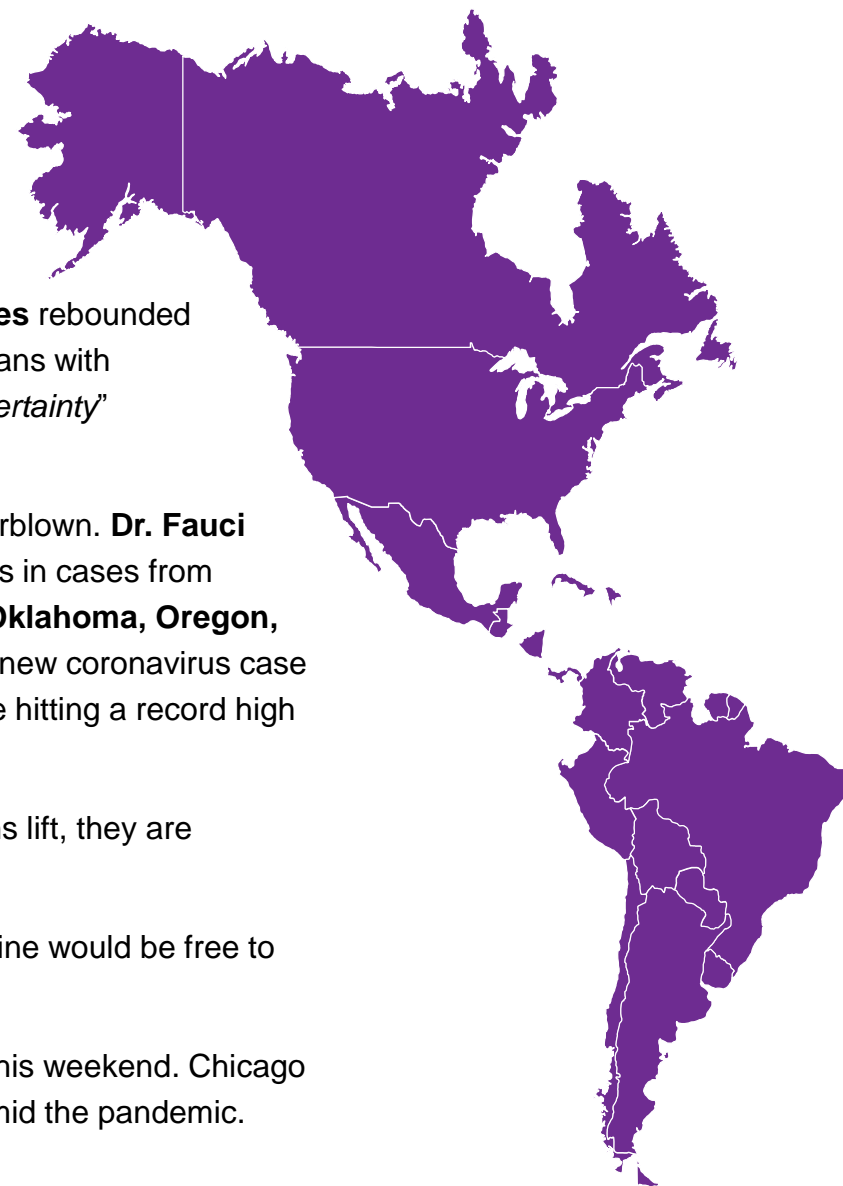 es rebounded
ans with
ertainty”
rblown. Dr. Fauci
s in cases from
Oklahoma, Oregon,
new coronavirus case
e hitting a record high
s lift, they are
ine would be free to
his weekend. Chicago
mid the pandemic.